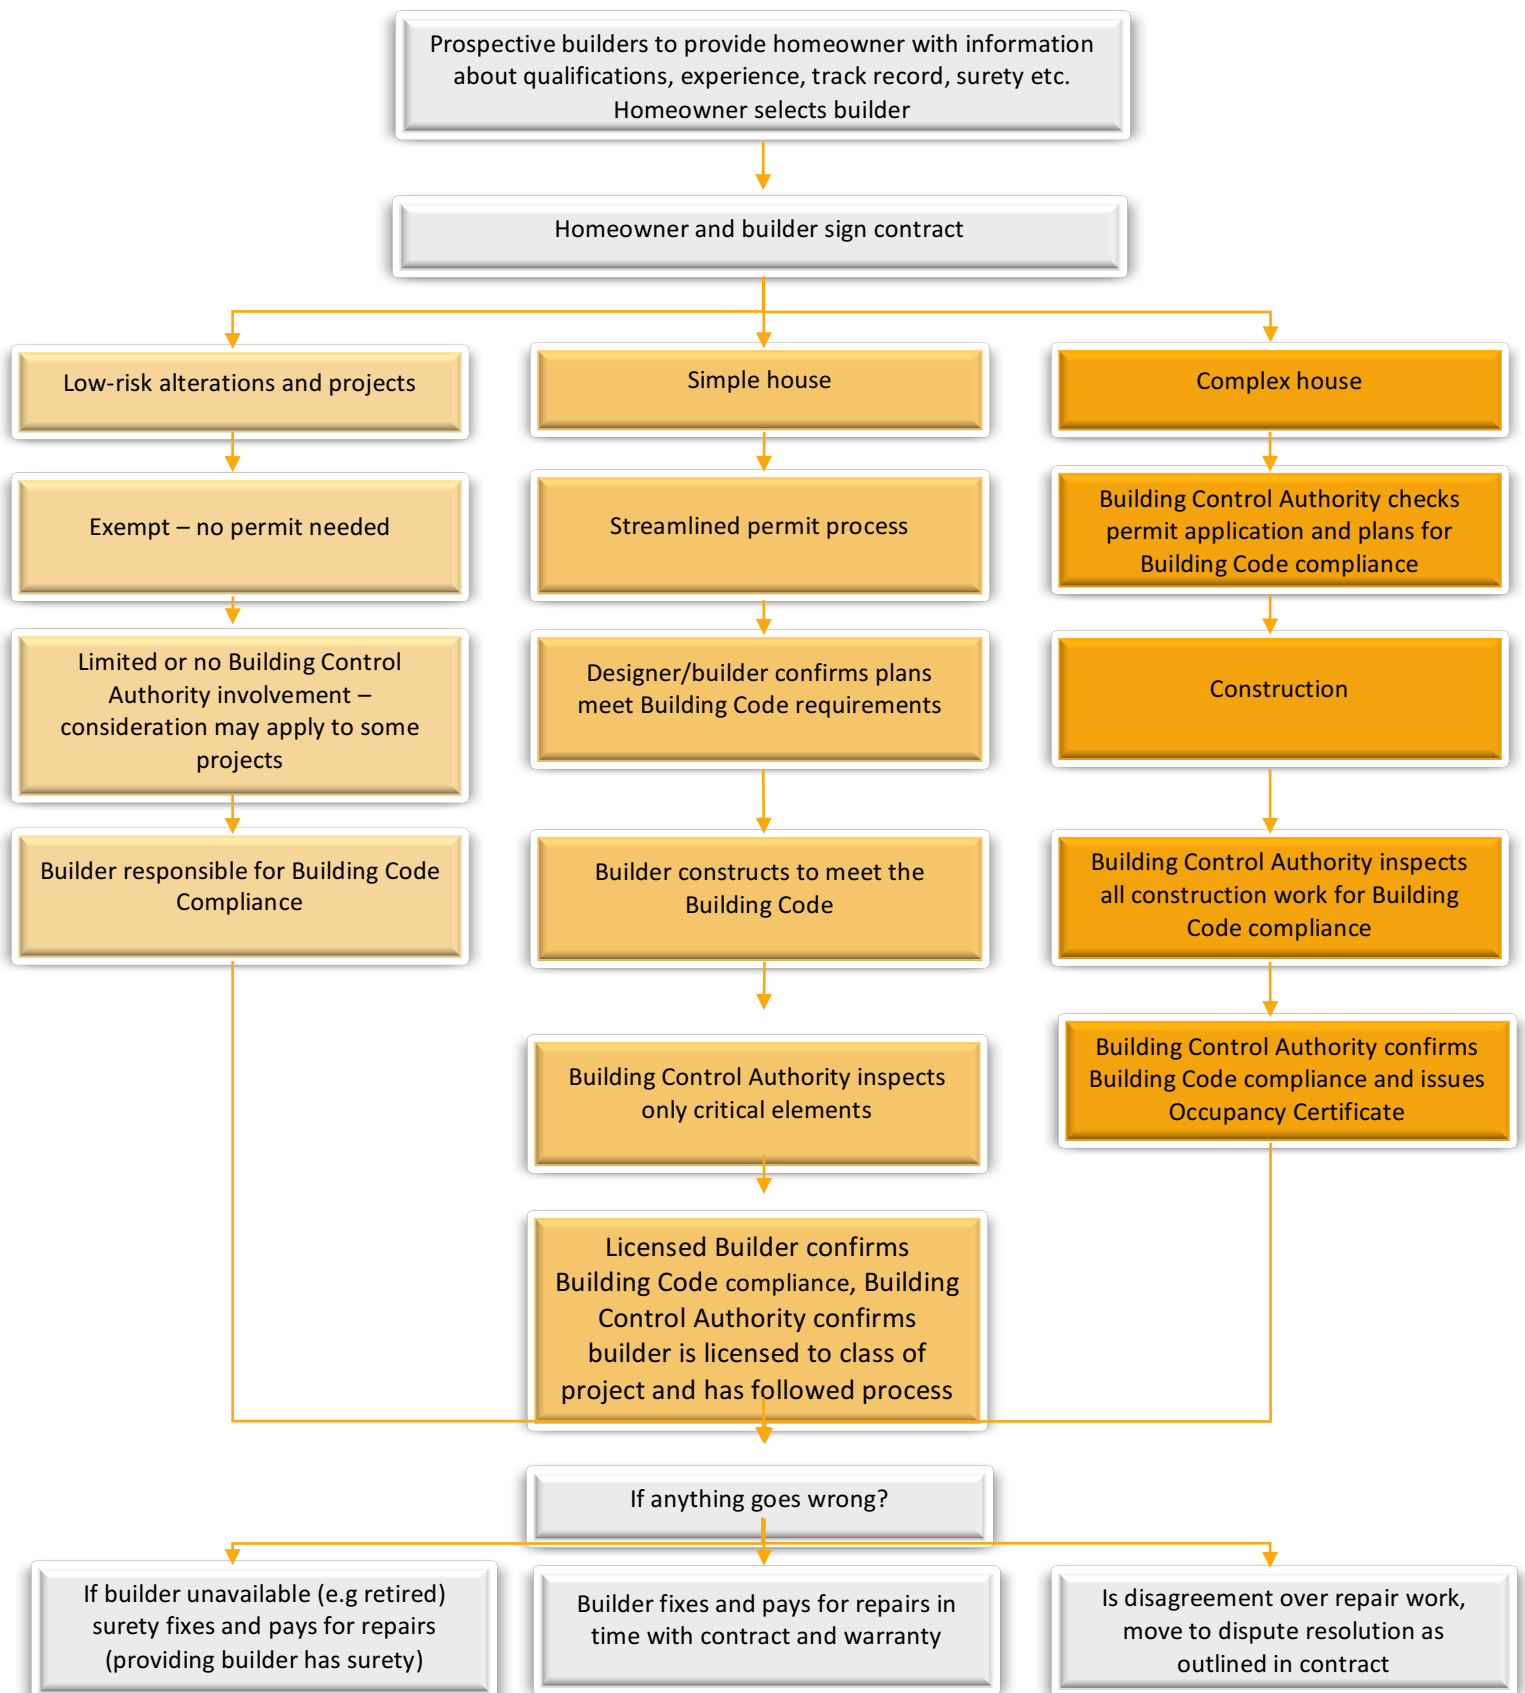 Prospective builders to provide homeowner with information
about qualifications, experience, track record, surety etc.
Homeowner selects builder
Homeowner and builder sign contract
Low-risk alterations and projects
Simple house
Complex house
Exempt – no permit needed
Streamlined permit process
Building Control Authority checks
permit application and plans for
Building Code compliance
Limited or no Building Control
Authority involvement –
consideration may apply to some
projects
Designer/builder confirms plans
meet Building Code requirements
Construction
Builder responsible for Building Code
Compliance
Builder constructs to meet the
Building Code
Building Control Authority inspects
all construction work for Building
Code compliance
Building Control Authority inspects
only critical elements
Building Control Authority confirms
Building Code compliance and issues
Occupancy Certificate
Licensed Builder confirms
Building Code compliance, Building
Control Authority confirms
builder is licensed to class of
project and has followed process
If anything goes wrong?
If builder unavailable (e.g retired)
surety fixes and pays for repairs
(providing builder has surety)
Builder fixes and pays for repairs in
time with contract and warranty
Is disagreement over repair work,
move to dispute resolution as
outlined in contract